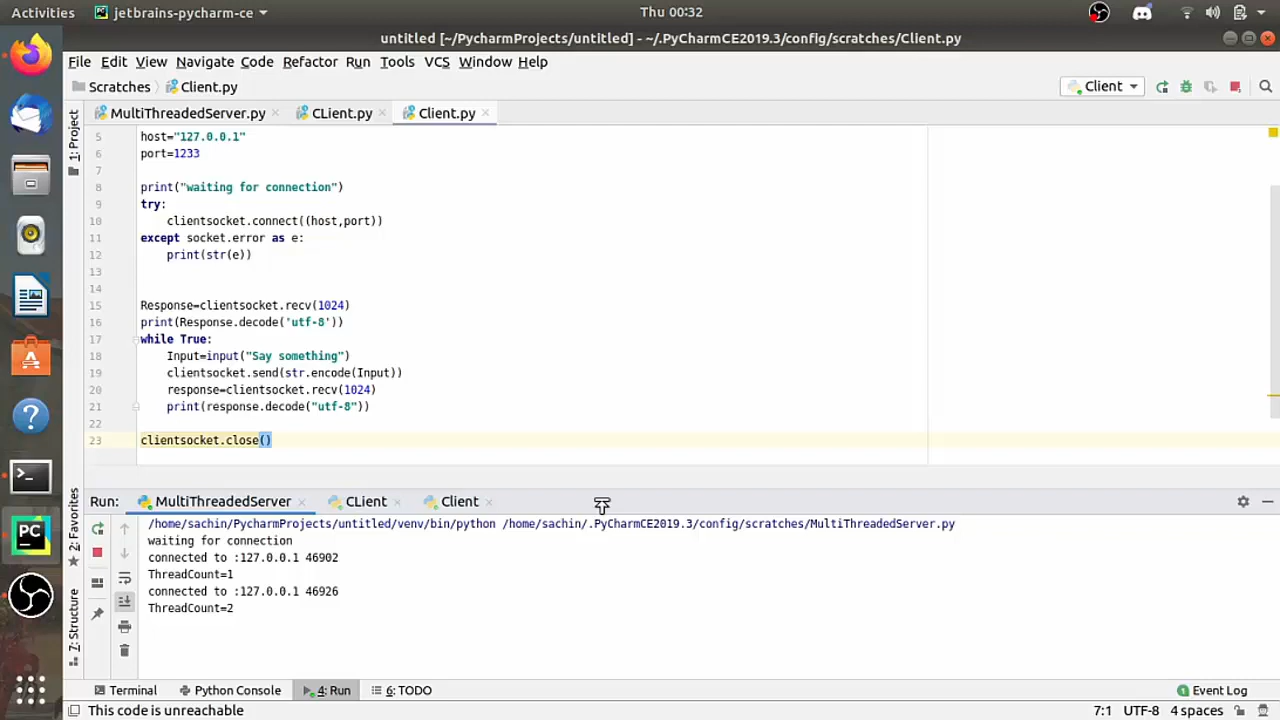 Activities jetbrains-pycharm-ce Thu 00:32
untitled [~/PycharmProjects/untitled] - ~/.PyCharmCE2019.3/config/scratches/Client.py
File Edit View Navigate Code Refactor Run Tools VCS Window Help
Scratches Client.py Client
MultiThreadedServer.py CLient.py Client.py
1: Project
5 host="127.0.0.1"
6 port=1233
7
8 print("waiting for connection")
9 try:
10 clientsocket.connect((host,port))
11 except socket.error as e:
12 print(str(e))
13
14
15 Response=clientsocket.recv(1024)
16 print(Response.decode('utf-8'))
17 while True:
18 Input=input("Say something")
19 clientsocket.send(str.encode(Input))
20 response=clientsocket.recv(1024)
21 print(response.decode("utf-8"))
22
23 clientsocket.close()
2: Favorites
7: Structure
Run: MultiThreadedServer CLient Client
/home/sachin/PycharmProjects/untitled/venv/bin/python /home/sachin/.PyCharmCE2019.3/config/scratches/MultiThreadedServer.py
waiting for connection
connected to :127.0.0.1 46902
ThreadCount=1
connected to :127.0.0.1 46926
ThreadCount=2
Terminal Python Console 4: Run 6: TODO 1 Event Log
This code is unreachable 7:1 UTF-8 4 spaces